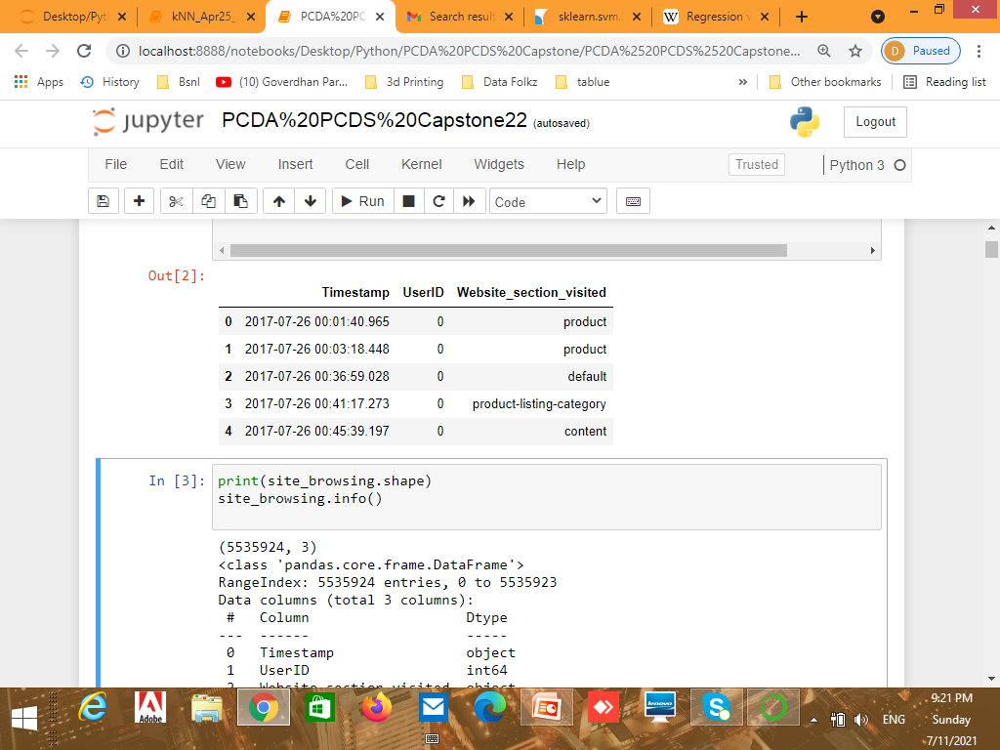 Desktop/Pyt
kNN_Apr25_
PCDA%20PC
Search result
sklearn.svm.
W Regression v
localhost:8888/notebooks/Desktop/Python/PCDA%20PCDS%20Capstone/PCDA%2520PCDS%2520Capstone...
D Paused
Apps
History
Bsnl
(10) Goverdhan Par...
3d Printing
Data Folkz
tablue
»
Other bookmarks
Reading list
jupyter PCDA%20PCDS%20Capstone22 (autosaved)
Logout
File Edit View Insert Cell Kernel Widgets Help
Trusted
Python 3
Run
Code
Out[2]:
Timestamp UserID Website_section_visited
0 2017-07-26 00:01:40.965 0 product
1 2017-07-26 00:03:18.448 0 product
2 2017-07-26 00:36:59.028 0 default
3 2017-07-26 00:41:17.273 0 product-listing-category
4 2017-07-26 00:45:39.197 0 content
In [3]: print(site_browsing.shape)
site_browsing.info()
(5535924, 3)
<class 'pandas.core.frame.DataFrame'>
RangeIndex: 5535924 entries, 0 to 5535923
Data columns (total 3 columns):
# Column Dtype
--- ------ -----
0 Timestamp object
1 UserID int64
2 Website_section_visited object
Adobe
lenovo
ENG
9:21 PM
Sunday
7/11/2021